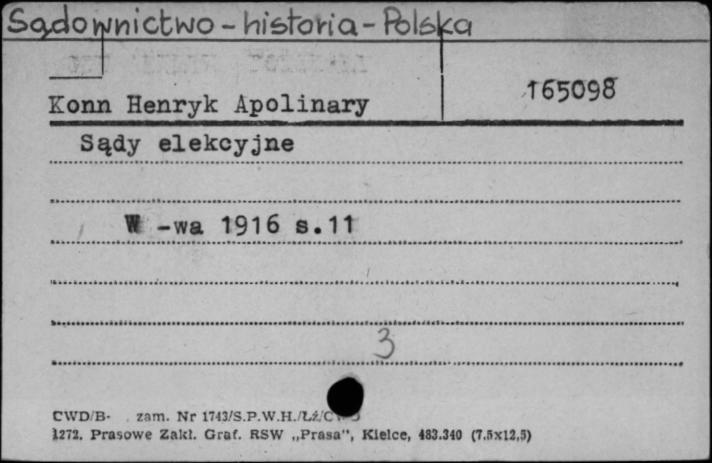 Sądownictwo - historia - Polska
165098
Konn Henryk Apolinary
Sądy elekcyjne
W -wa 1916 s.11
3
CWD/B- zam. Nr 1743/S.P.W.H./Łź/
1272. Prasowe Zakł. Graf. RSW „Prasa”, Kielce, 483.340 (7,5x12,5)